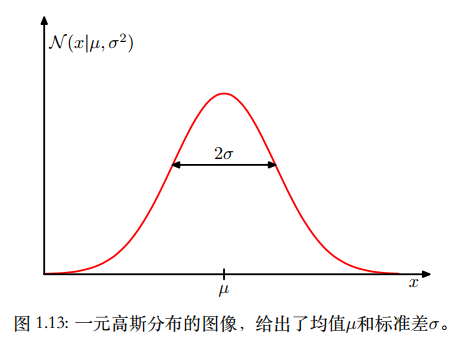 𝒩(x|μ, σ²)
2σ
μ
x
图 1.13: 一元高斯分布的图像，给出了均值μ和标准差σ。